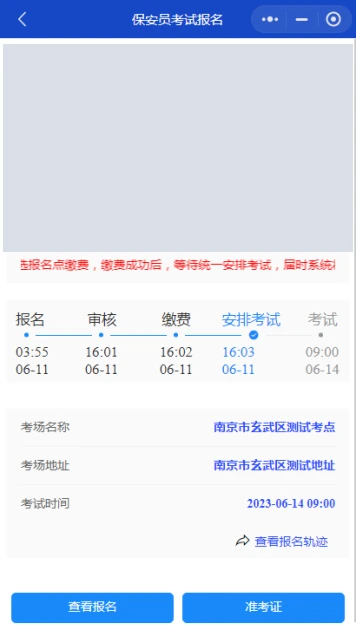 保安员考试报名
选报名点缴费，缴费成功后，等待统一安排考试，届时系统
报名 审核 缴费 安排考试 考试
03:55 16:01 16:02 16:03 09:00
06-11 06-11 06-11 06-11 06-14
考场名称 南京市玄武区测试考点
考场地址 南京市玄武区测试地址
考试时间 2023-06-14 09:00
查看报名轨迹
查看报名 准考证